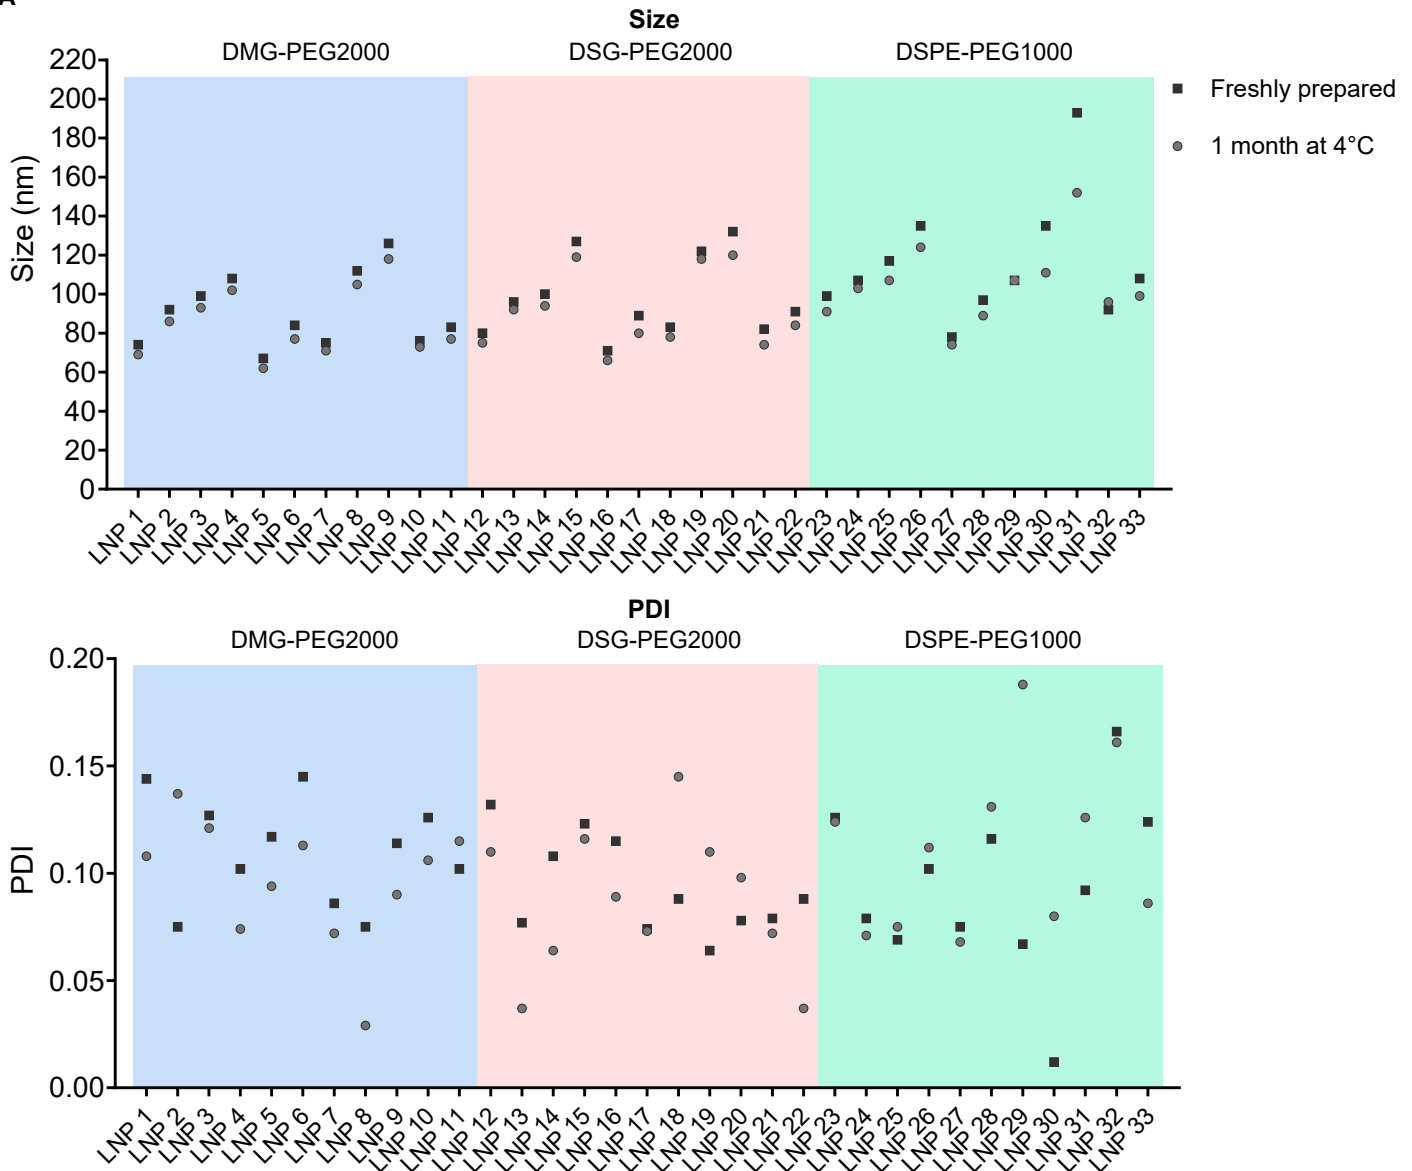 A
Size
DMG-PEG2000 DSG-PEG2000 DSPE-PEG1000
Size (nm)
220
200
180
160
140
120
100
80
60
40
20
0
Freshly prepared
1 month at 4°C
LNP 1 LNP 2 LNP 3 LNP 4 LNP 5 LNP 6 LNP 7 LNP 8 LNP 9 LNP 10 LNP 11 LNP 12 LNP 13 LNP 14 LNP 15 LNP 16 LNP 17 LNP 18 LNP 19 LNP 20 LNP 21 LNP 22 LNP 23 LNP 24 LNP 25 LNP 26 LNP 27 LNP 28 LNP 29 LNP 30 LNP 31 LNP 32 LNP 33
PDI
DMG-PEG2000 DSG-PEG2000 DSPE-PEG1000
PDI
0.20
0.15
0.10
0.05
0.00
LNP 1 LNP 2 LNP 3 LNP 4 LNP 5 LNP 6 LNP 7 LNP 8 LNP 9 LNP 10 LNP 11 LNP 12 LNP 13 LNP 14 LNP 15 LNP 16 LNP 17 LNP 18 LNP 19 LNP 20 LNP 21 LNP 22 LNP 23 LNP 24 LNP 25 LNP 26 LNP 27 LNP 28 LNP 29 LNP 30 LNP 31 LNP 32 LNP 33